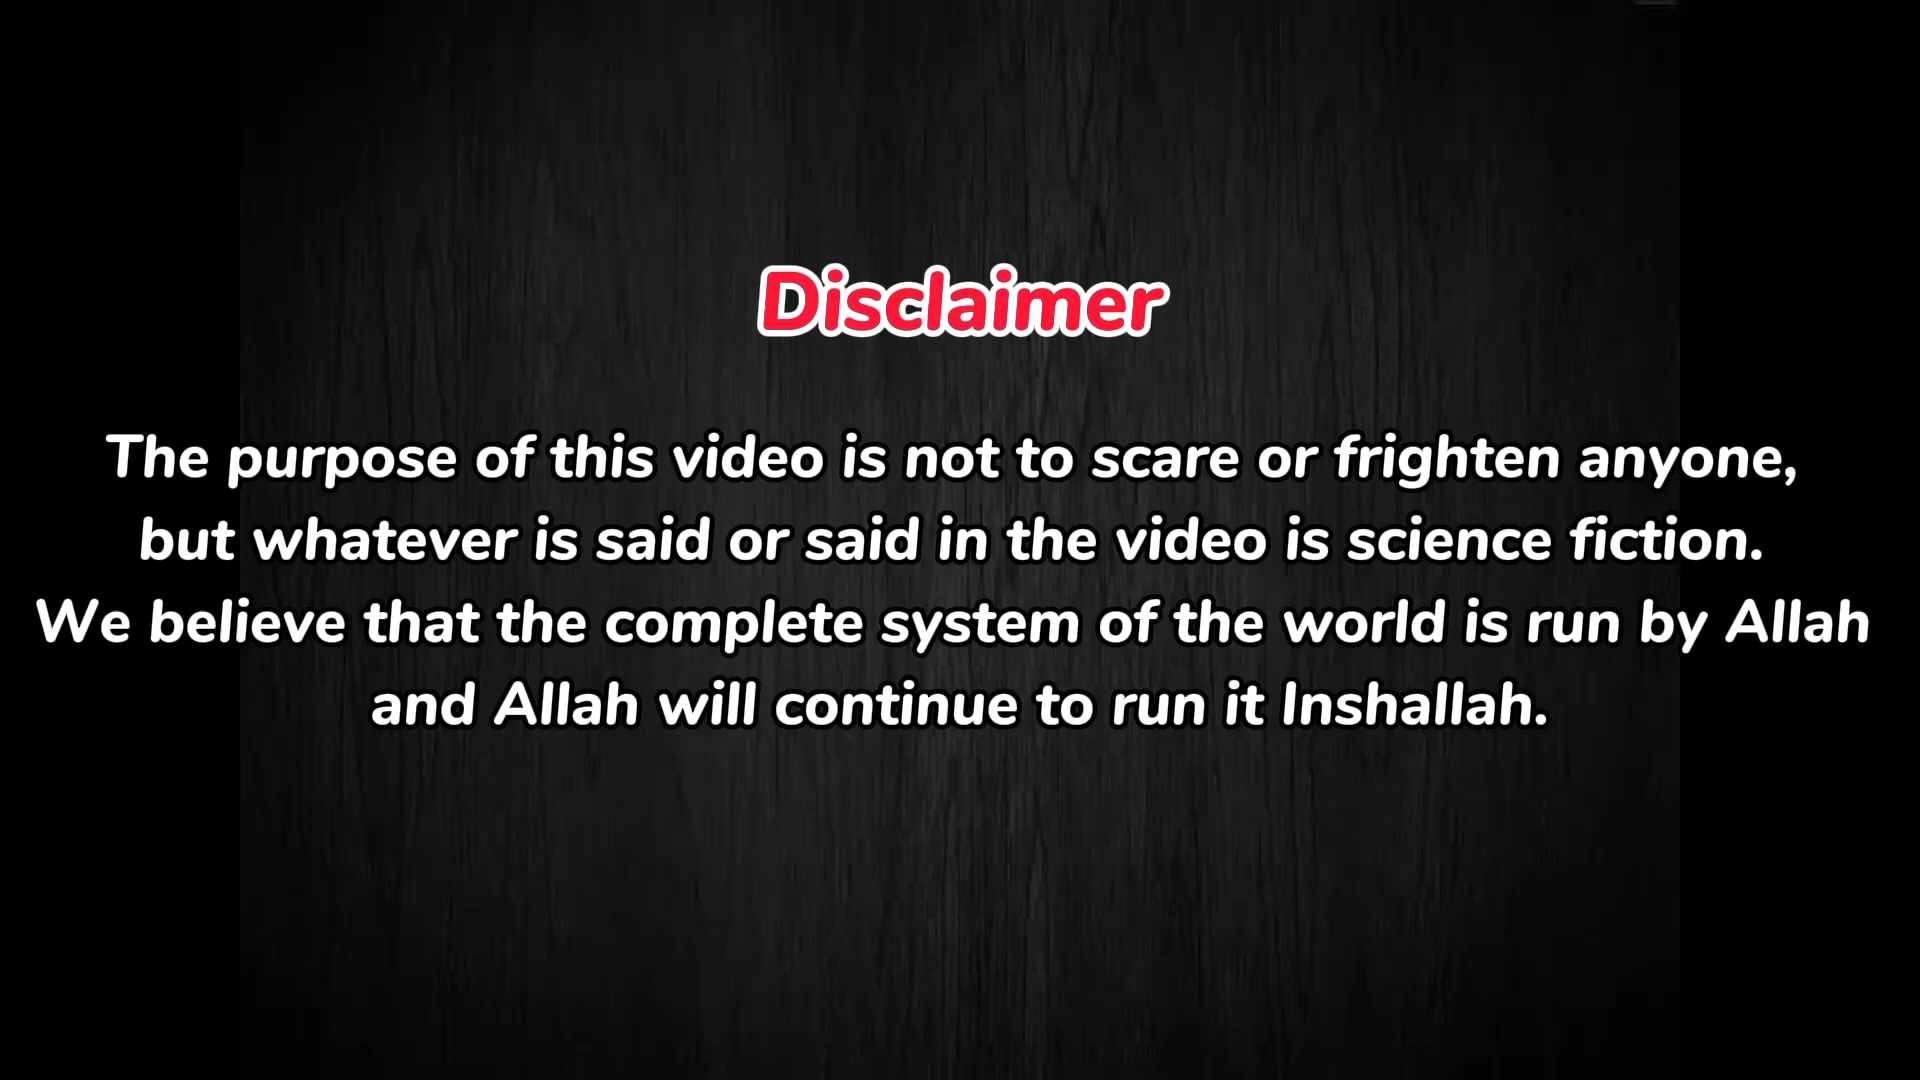 Disclaimer
The purpose of this video is not to scare or frighten anyone,
but whatever is said or said in the video is science fiction.
We believe that the complete system of the world is run by Allah
and Allah will continue to run it Inshallah.